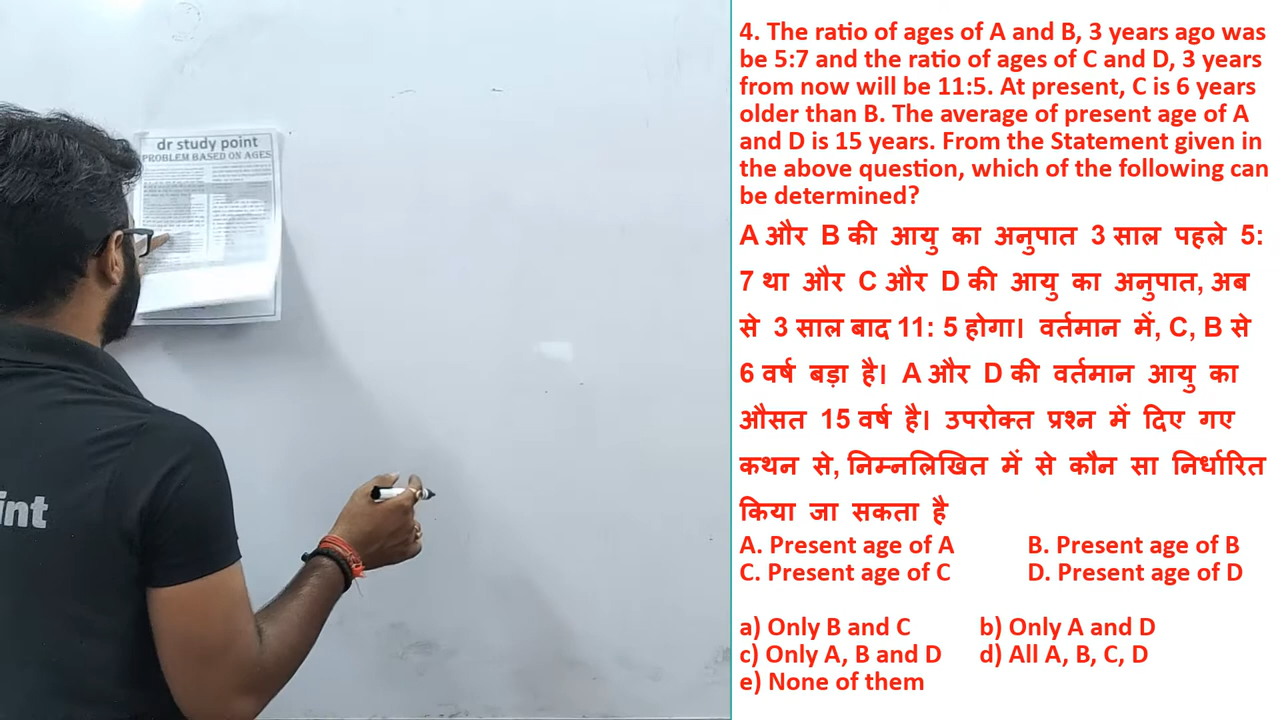 dr study point
PROBLEM BASED ON AGES
int
4. The ratio of ages of A and B, 3 years ago was
be 5:7 and the ratio of ages of C and D, 3 years
from now will be 11:5. At present, C is 6 years
older than B. The average of present age of A
and D is 15 years. From the Statement given in
the above question, which of the following can
be determined?
A और B की आयु का अनुपात 3 साल पहले 5:
7 था और C और D की आयु का अनुपात, अब
से 3 साल बाद 11: 5 होगा। वर्तमान में, C, B से
6 वर्ष बड़ा है। A और D की वर्तमान आयु का
औसत 15 वर्ष है। उपरोक्त प्रश्न में दिए गए
कथन से, निम्नलिखित में से कौन सा निर्धारित
किया जा सकता है
A. Present age of A B. Present age of B
C. Present age of C D. Present age of D
a) Only B and C b) Only A and D
c) Only A, B and D d) All A, B, C, D
e) None of them